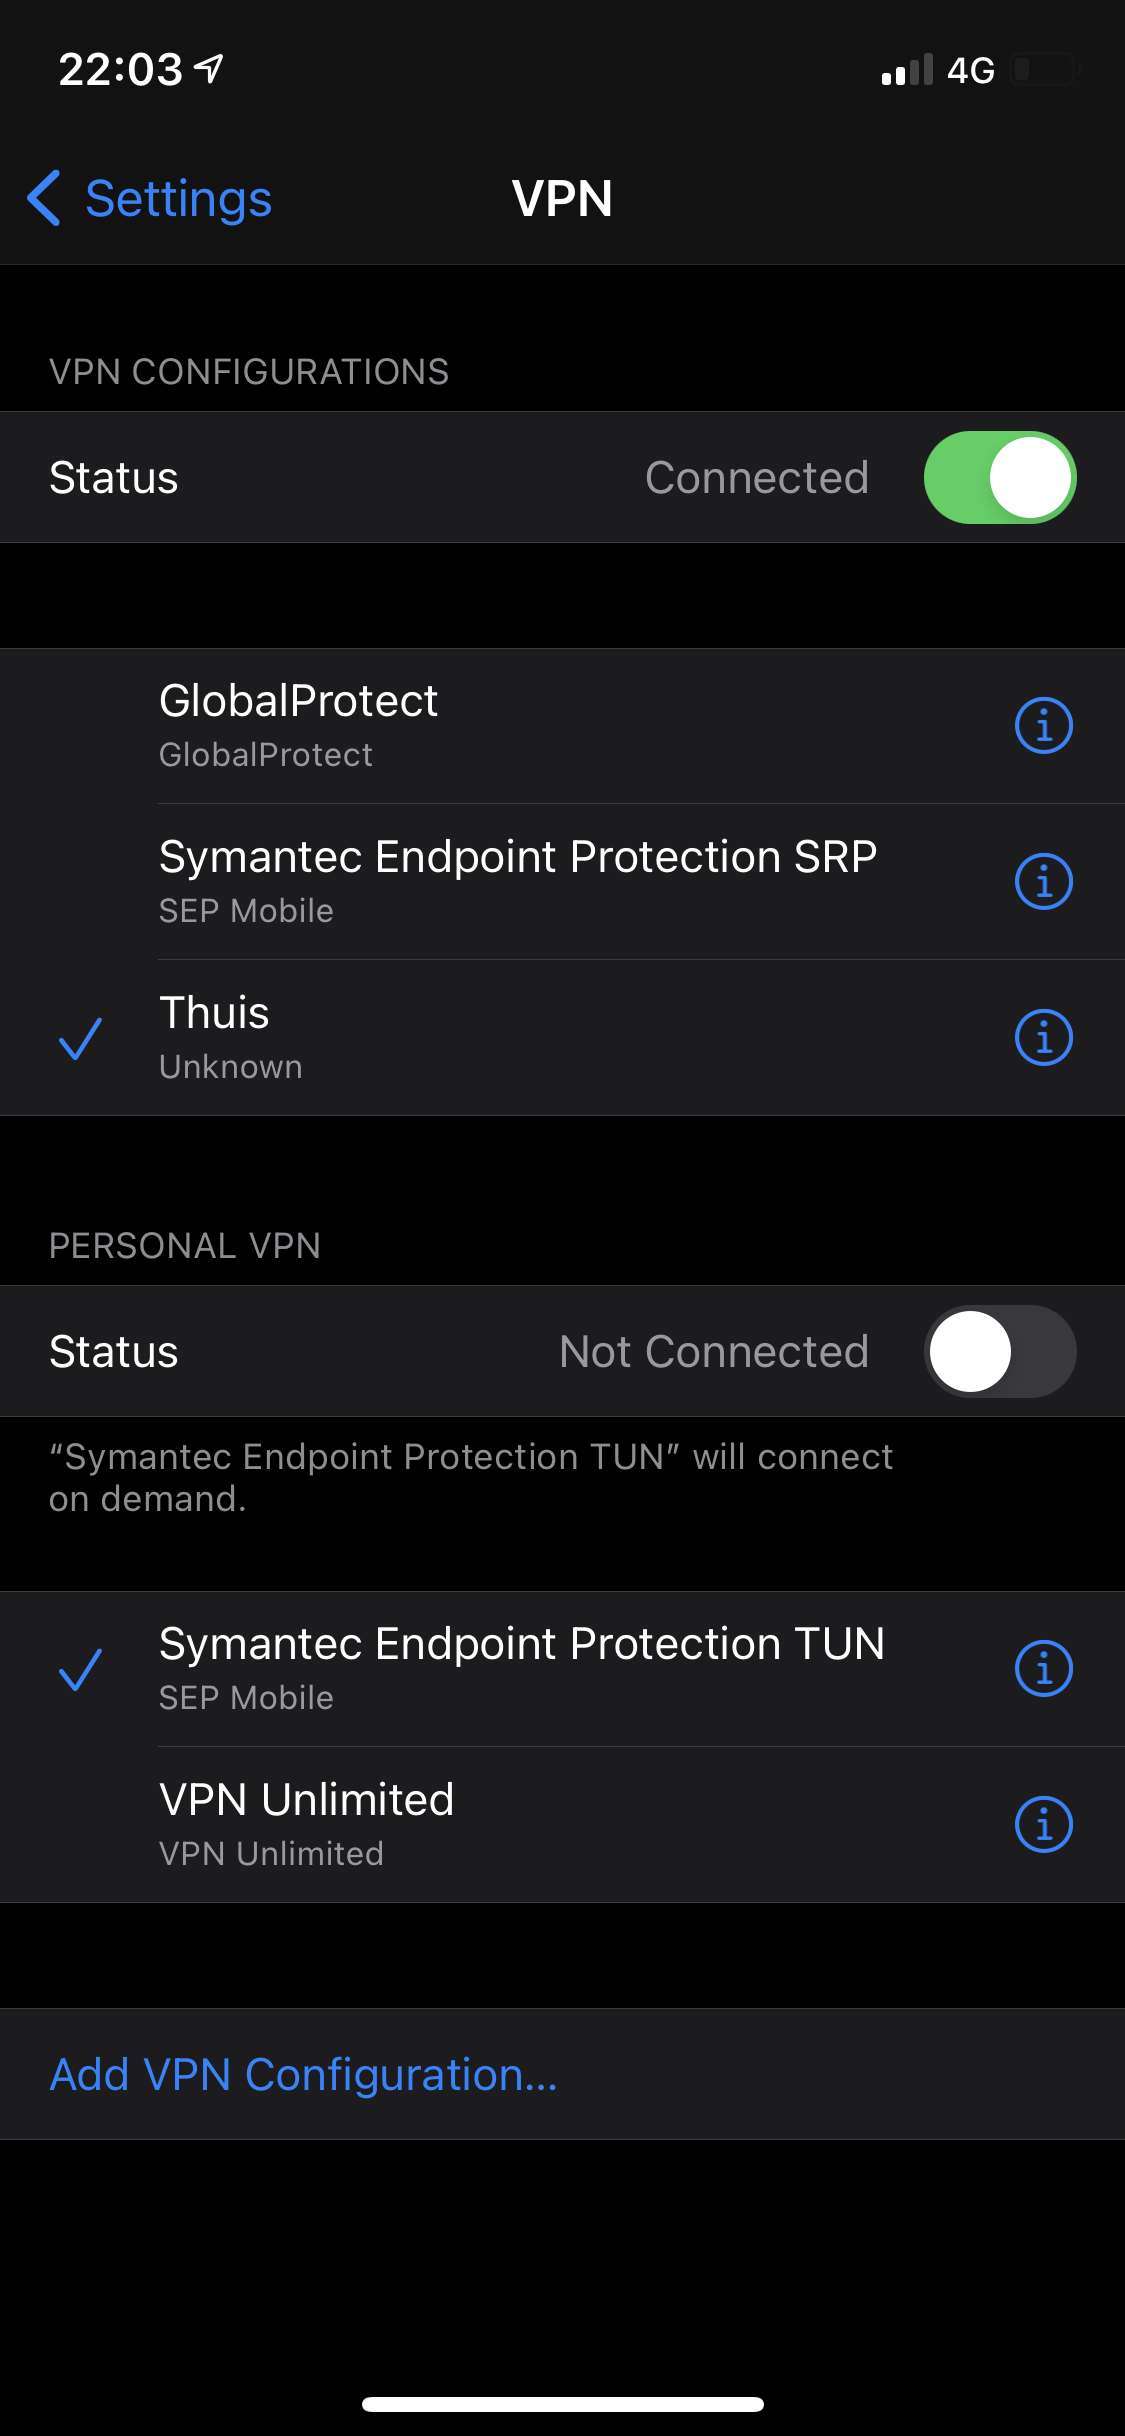 22:03
4G
Settings
VPN
VPN CONFIGURATIONS
Status Connected
GlobalProtect
GlobalProtect
Symantec Endpoint Protection SRP
SEP Mobile
Thuis
Unknown
PERSONAL VPN
Status Not Connected
“Symantec Endpoint Protection TUN” will connect
on demand.
Symantec Endpoint Protection TUN
SEP Mobile
VPN Unlimited
VPN Unlimited
Add VPN Configuration...